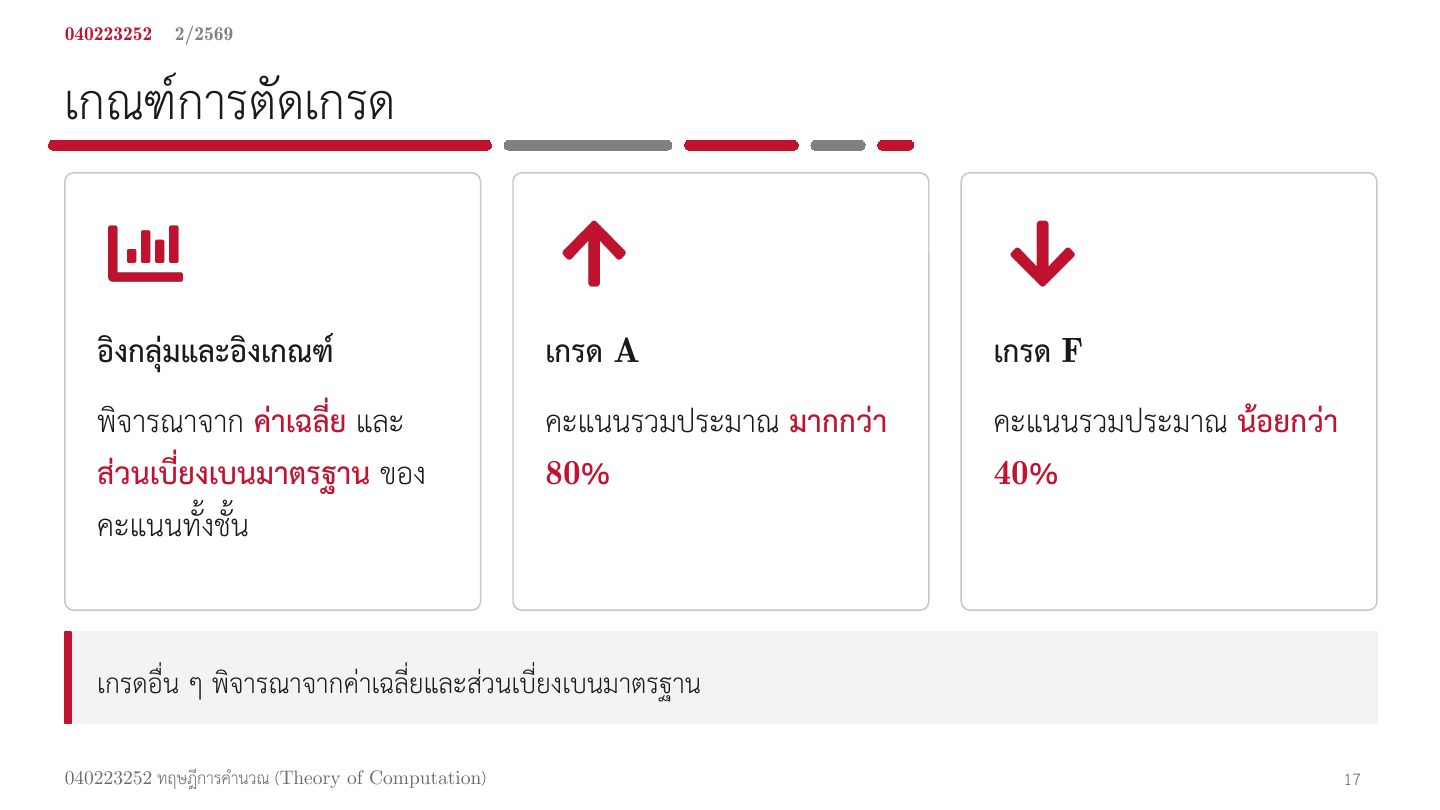 040223252 2/2569
เกณฑ์การตัดเกรด
อิงกลุ่มและอิงเกณฑ์
พิจารณาจาก ค่าเฉลี่ย และ
ส่วนเบี่ยงเบนมาตรฐาน ของ
คะแนนทั้งชั้น
เกรด A
คะแนนรวมประมาณ มากกว่า
80%
เกรด F
คะแนนรวมประมาณ น้อยกว่า
40%
เกรดอื่น ๆ พิจารณาจากค่าเฉลี่ยและส่วนเบี่ยงเบนมาตรฐาน
040223252 ทฤษฎีการคำนวณ (Theory of Computation)
17